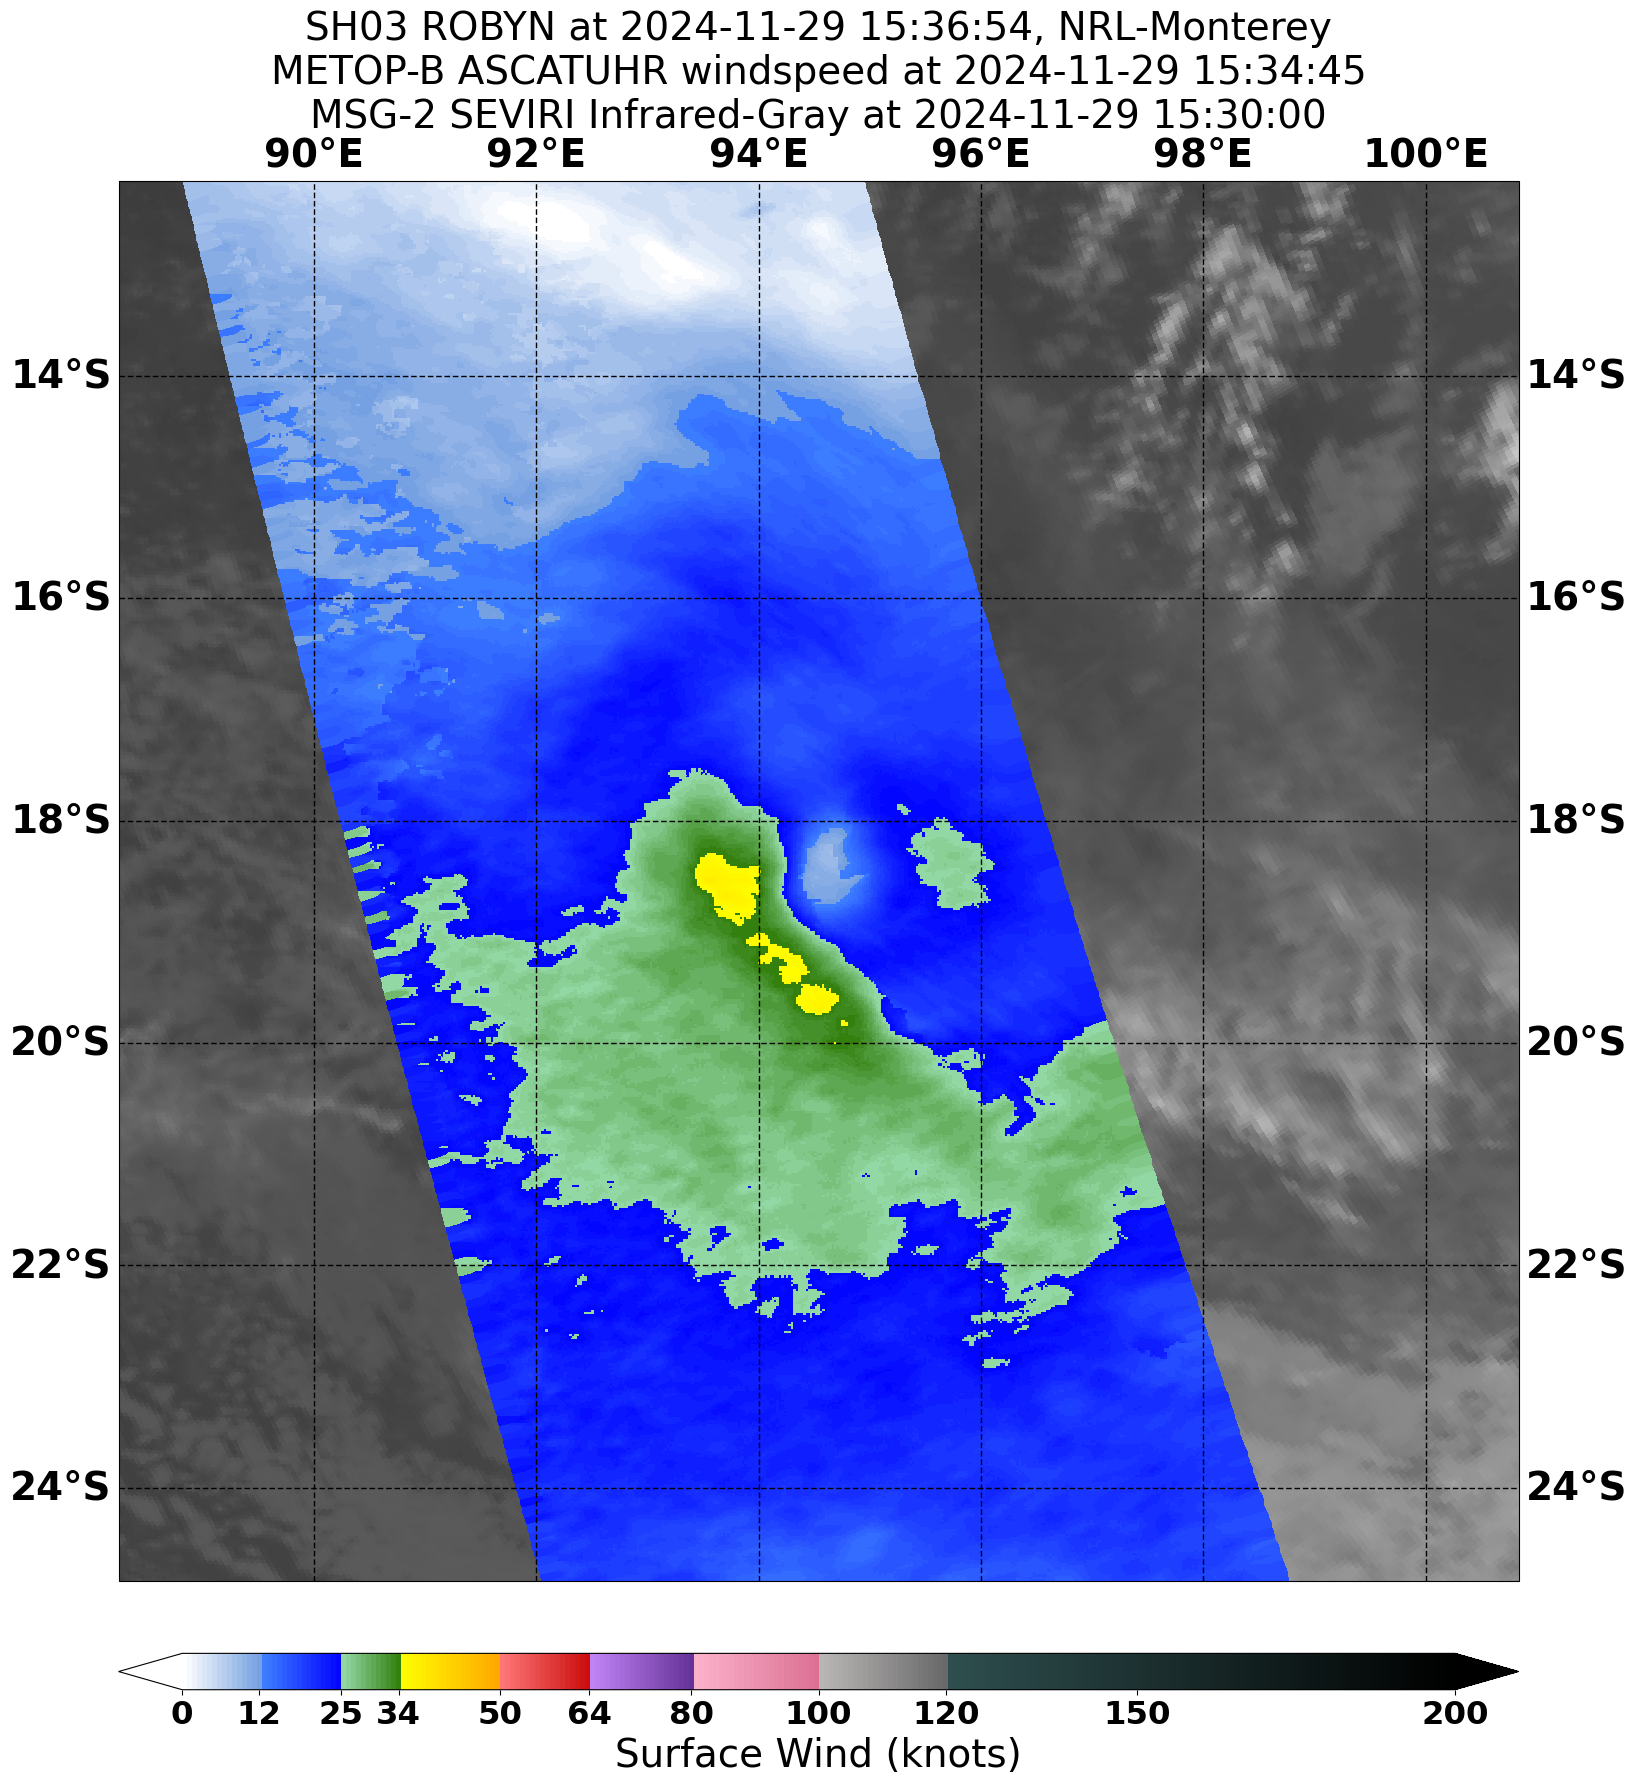 SH03 ROBYN at 2024-11-29 15:36:54, NRL-Monterey
METOP-B ASCATUHR windspeed at 2024-11-29 15:34:45
MSG-2 SEVIRI Infrared-Gray at 2024-11-29 15:30:00
90°E 92°E 94°E 96°E 98°E 100°E
14°S 14°S
16°S 16°S
18°S 18°S
20°S 20°S
22°S 22°S
24°S 24°S
0 12 25 34 50 64 80 100 120 150 200
Surface Wind (knots)